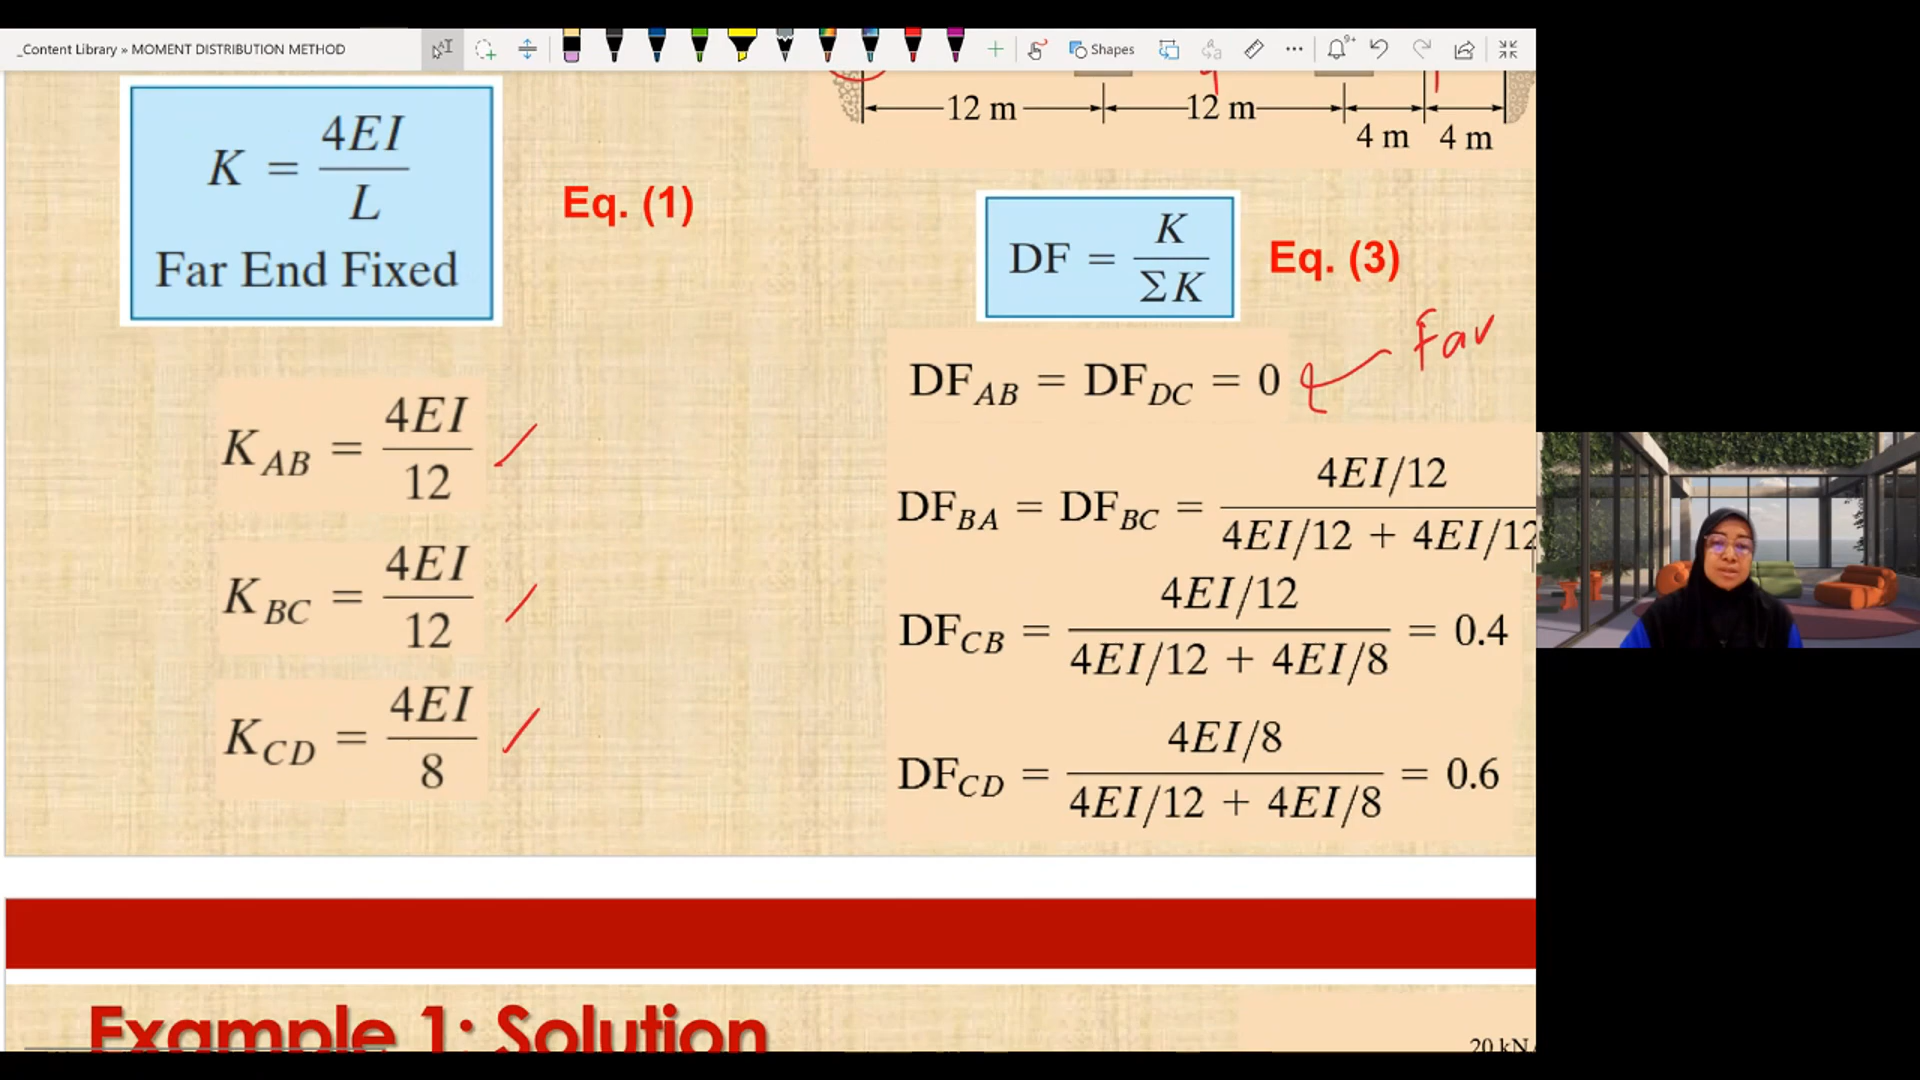 _Content Library » MOMENT DISTRIBUTION METHOD
Shapes
9+
12 m
12 m
4 m
4 m
K = 4EI / L
Far End Fixed
Eq. (1)
DF = K / ΣK
Eq. (3)
Far
DF_AB = DF_DC = 0
K_AB = 4EI / 12
DF_BA = DF_BC = 4EI/12 / 4EI/12 + 4EI/12
K_BC = 4EI / 12
DF_CB = 4EI/12 / 4EI/12 + 4EI/8 = 0.4
K_CD = 4EI / 8
DF_CD = 4EI/8 / 4EI/12 + 4EI/8 = 0.6
Example 1: Solution
20 kN